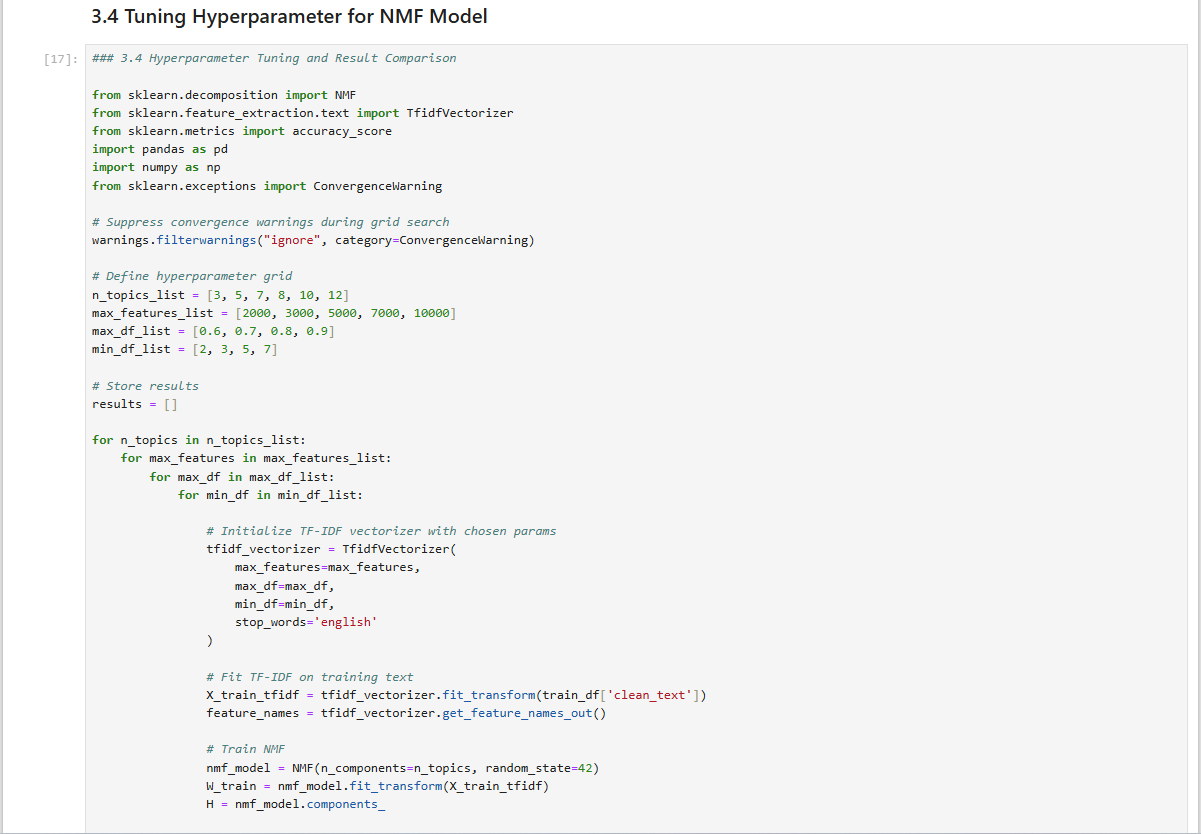 3.4 Tuning Hyperparameter for NMF Model
[17]:
### 3.4 Hyperparameter Tuning and Result Comparison

from sklearn.decomposition import NMF
from sklearn.feature_extraction.text import TfidfVectorizer
from sklearn.metrics import accuracy_score
import pandas as pd
import numpy as np
from sklearn.exceptions import ConvergenceWarning

# Suppress convergence warnings during grid search
warnings.filterwarnings("ignore", category=ConvergenceWarning)

# Define hyperparameter grid
n_topics_list = [3, 5, 7, 8, 10, 12]
max_features_list = [2000, 3000, 5000, 7000, 10000]
max_df_list = [0.6, 0.7, 0.8, 0.9]
min_df_list = [2, 3, 5, 7]

# Store results
results = []

for n_topics in n_topics_list:
    for max_features in max_features_list:
        for max_df in max_df_list:
            for min_df in min_df_list:

                # Initialize TF-IDF vectorizer with chosen params
                tfidf_vectorizer = TfidfVectorizer(
                    max_features=max_features,
                    max_df=max_df,
                    min_df=min_df,
                    stop_words='english'
                )

                # Fit TF-IDF on training text
                X_train_tfidf = tfidf_vectorizer.fit_transform(train_df['clean_text'])
                feature_names = tfidf_vectorizer.get_feature_names_out()

                # Train NMF
                nmf_model = NMF(n_components=n_topics, random_state=42)
                W_train = nmf_model.fit_transform(X_train_tfidf)
                H = nmf_model.components_